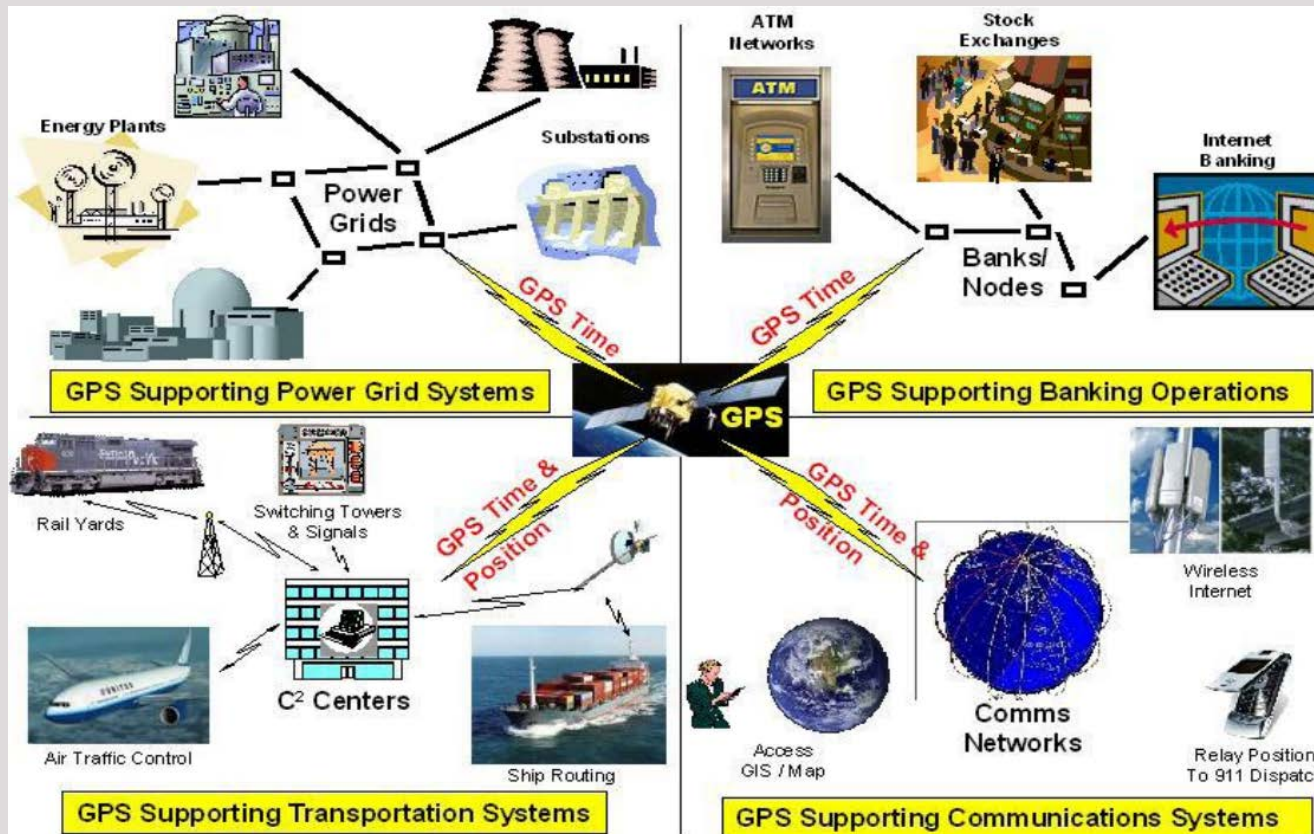 Energy Plants
Power
Grids
Substations
GPS Time
GPS Supporting Power Grid Systems
ATM
Networks
ATM
Stock
Exchanges
Internet
Banking
Banks/
Nodes
GPS Time
GPS Supporting Banking Operations
GPS
Rail Yards
Switching Towers
& Signals
GPS Time &
Position
C² Centers
UNITED
Air Traffic Control
Ship Routing
GPS Supporting Transportation Systems
GPS Time &
Position
Wireless
Internet
Access
GIS / Map
Comms
Networks
Relay Position
To 911 Dispatc
GPS Supporting Communications Systems